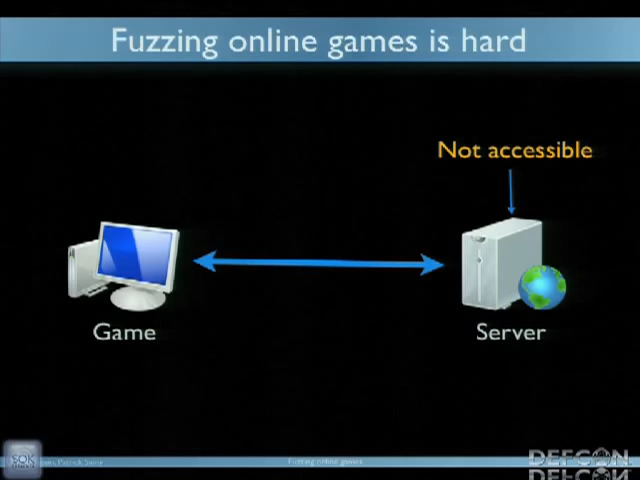 Fuzzing online games is hard
Not accessible
Game
Server
Fuzzing online games
DEFCON